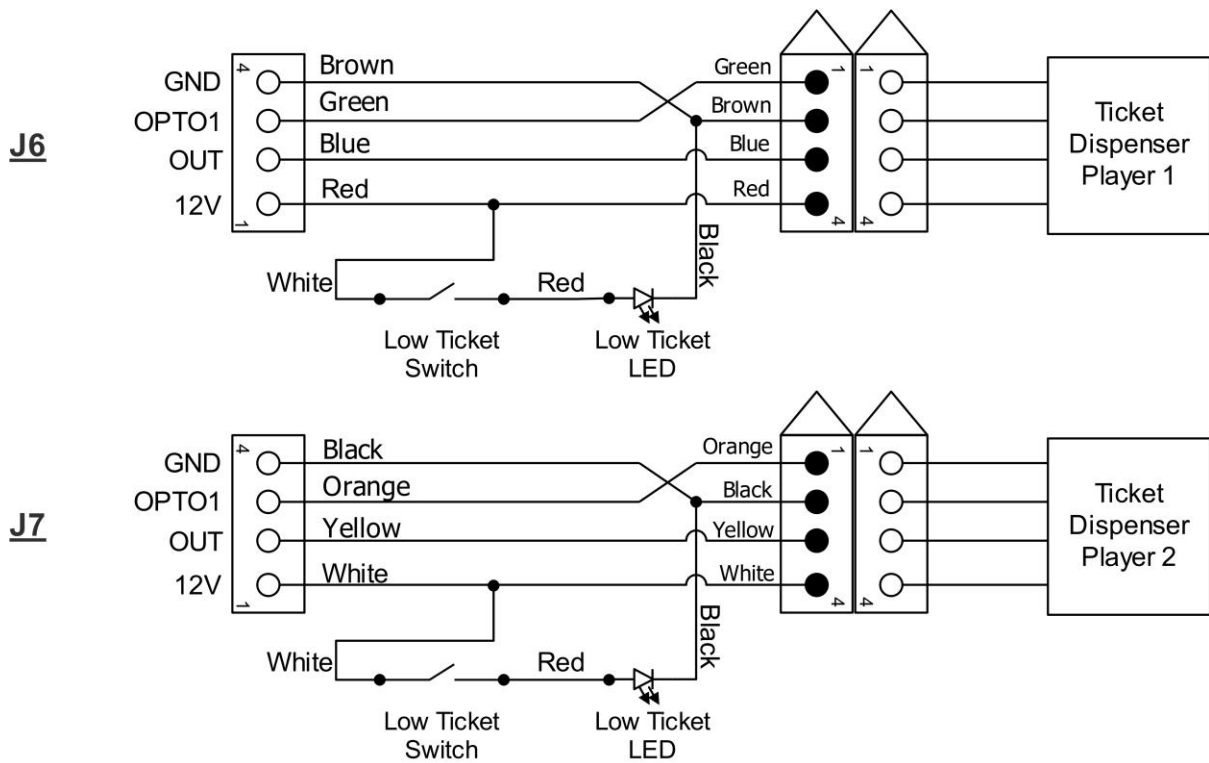 J6
GND
OPTO1
OUT
12V
4
1
Brown
Green
Blue
Red
Green
Brown
Blue
Red
1
4
1
4
Ticket
Dispenser
Player 1
White
Red
Black
Low Ticket
Switch
Low Ticket
LED
J7
GND
OPTO1
OUT
12V
4
1
Black
Orange
Yellow
White
Orange
Black
Yellow
White
1
4
1
4
Ticket
Dispenser
Player 2
White
Red
Black
Low Ticket
Switch
Low Ticket
LED